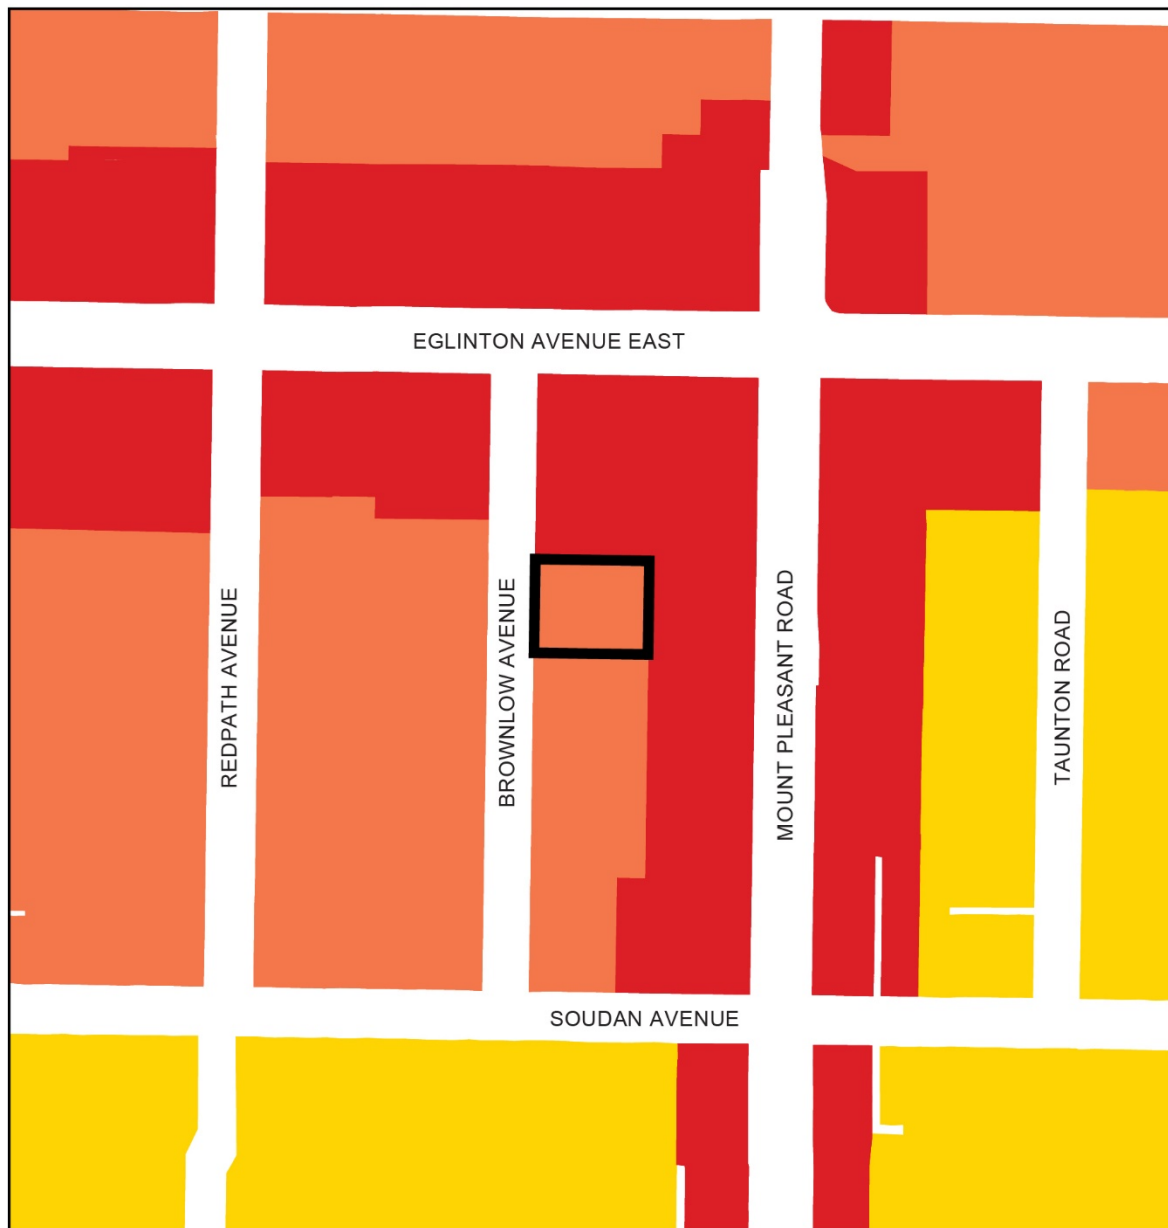 EGLINTON AVENUE EAST
REDPATH AVENUE
BROWNLOW AVENUE
MOUNT PLEASANT ROAD
TAUNTON ROAD
SOUDAN AVENUE